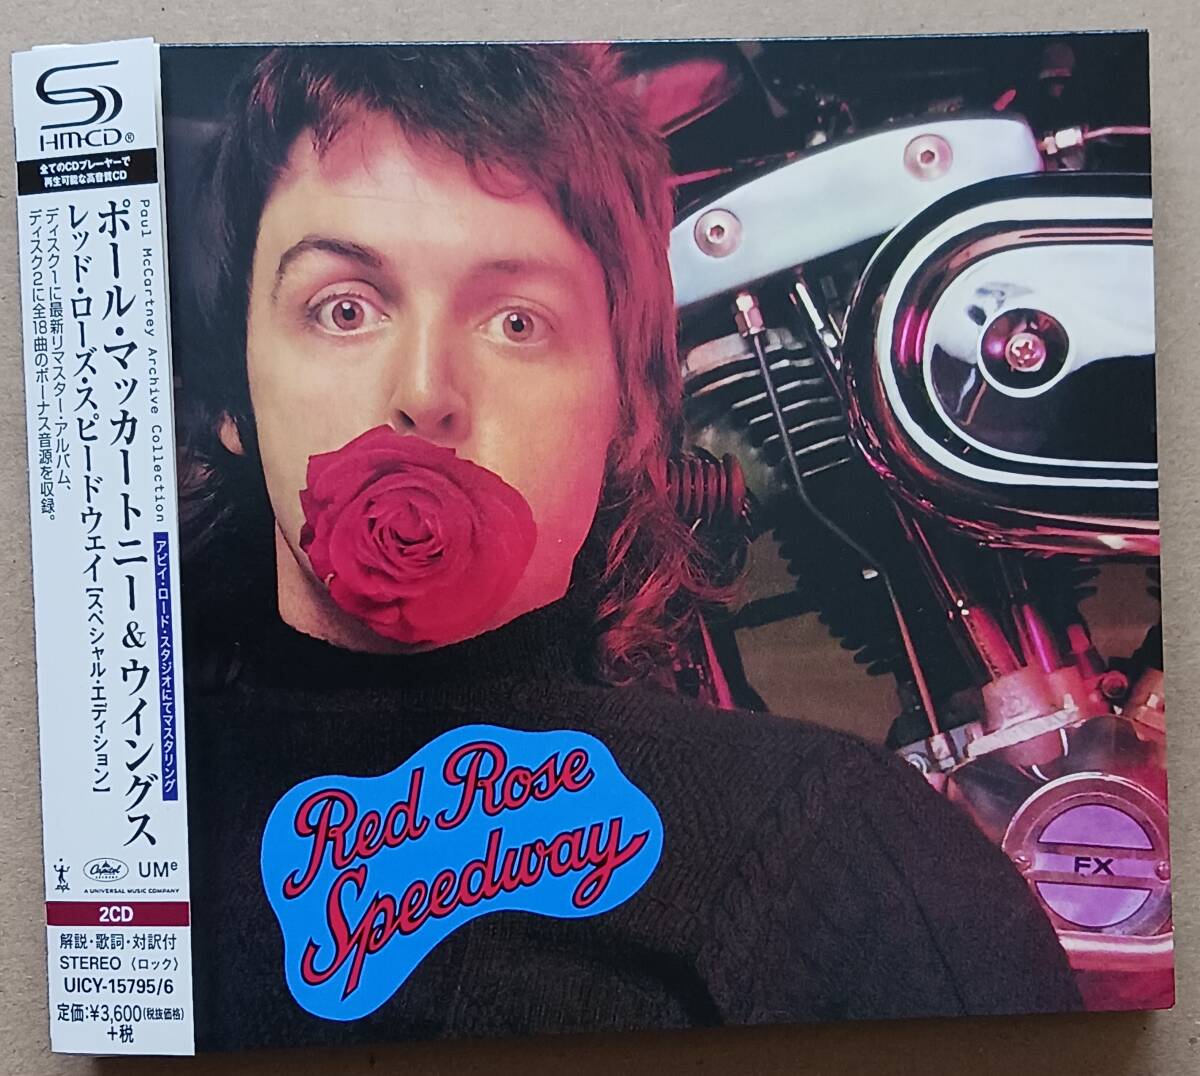 SHM-CD®
全てのCDプレーヤーで
再生可能な高音質CD
Paul McCartney Archive Collection
アビイ・ロード・スタジオにてマスタリング
ポール・マッカートニー&ウイングス
レッド・ローズ・スピードウェイ[スペシャル・エディション]
ディスク1に最新リマスター・アルバム、
ディスク2に全18曲のボーナス音源を収録。
mpl
Capitol
RECORDS
UMe
A UNIVERSAL MUSIC COMPANY
2CD
解説・歌詞・対訳付
STEREO〈ロック〉
UICY-15795/6
定価:¥3,600(税抜価格)
+税
Red Rose
Speedway
FX